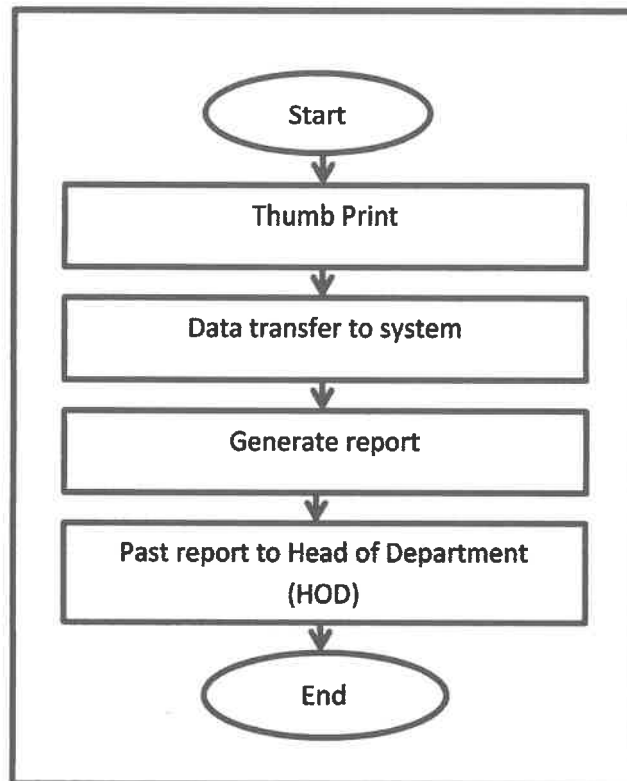 Start
Thumb Print
Data transfer to system
Generate report
Past report to Head of Department
(HOD)
End